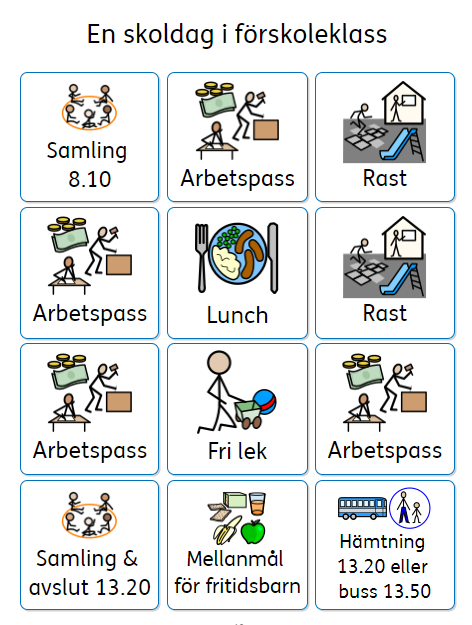 En skoldag i förskoleklass
Samling
8.10
Arbetspass
Rast
Arbetspass
Lunch
Rast
Arbetspass
Fri lek
Arbetspass
Samling &
avslut 13.20
Mellanmål
för fritidsbarn
Hämtning
13.20 eller
buss 13.50